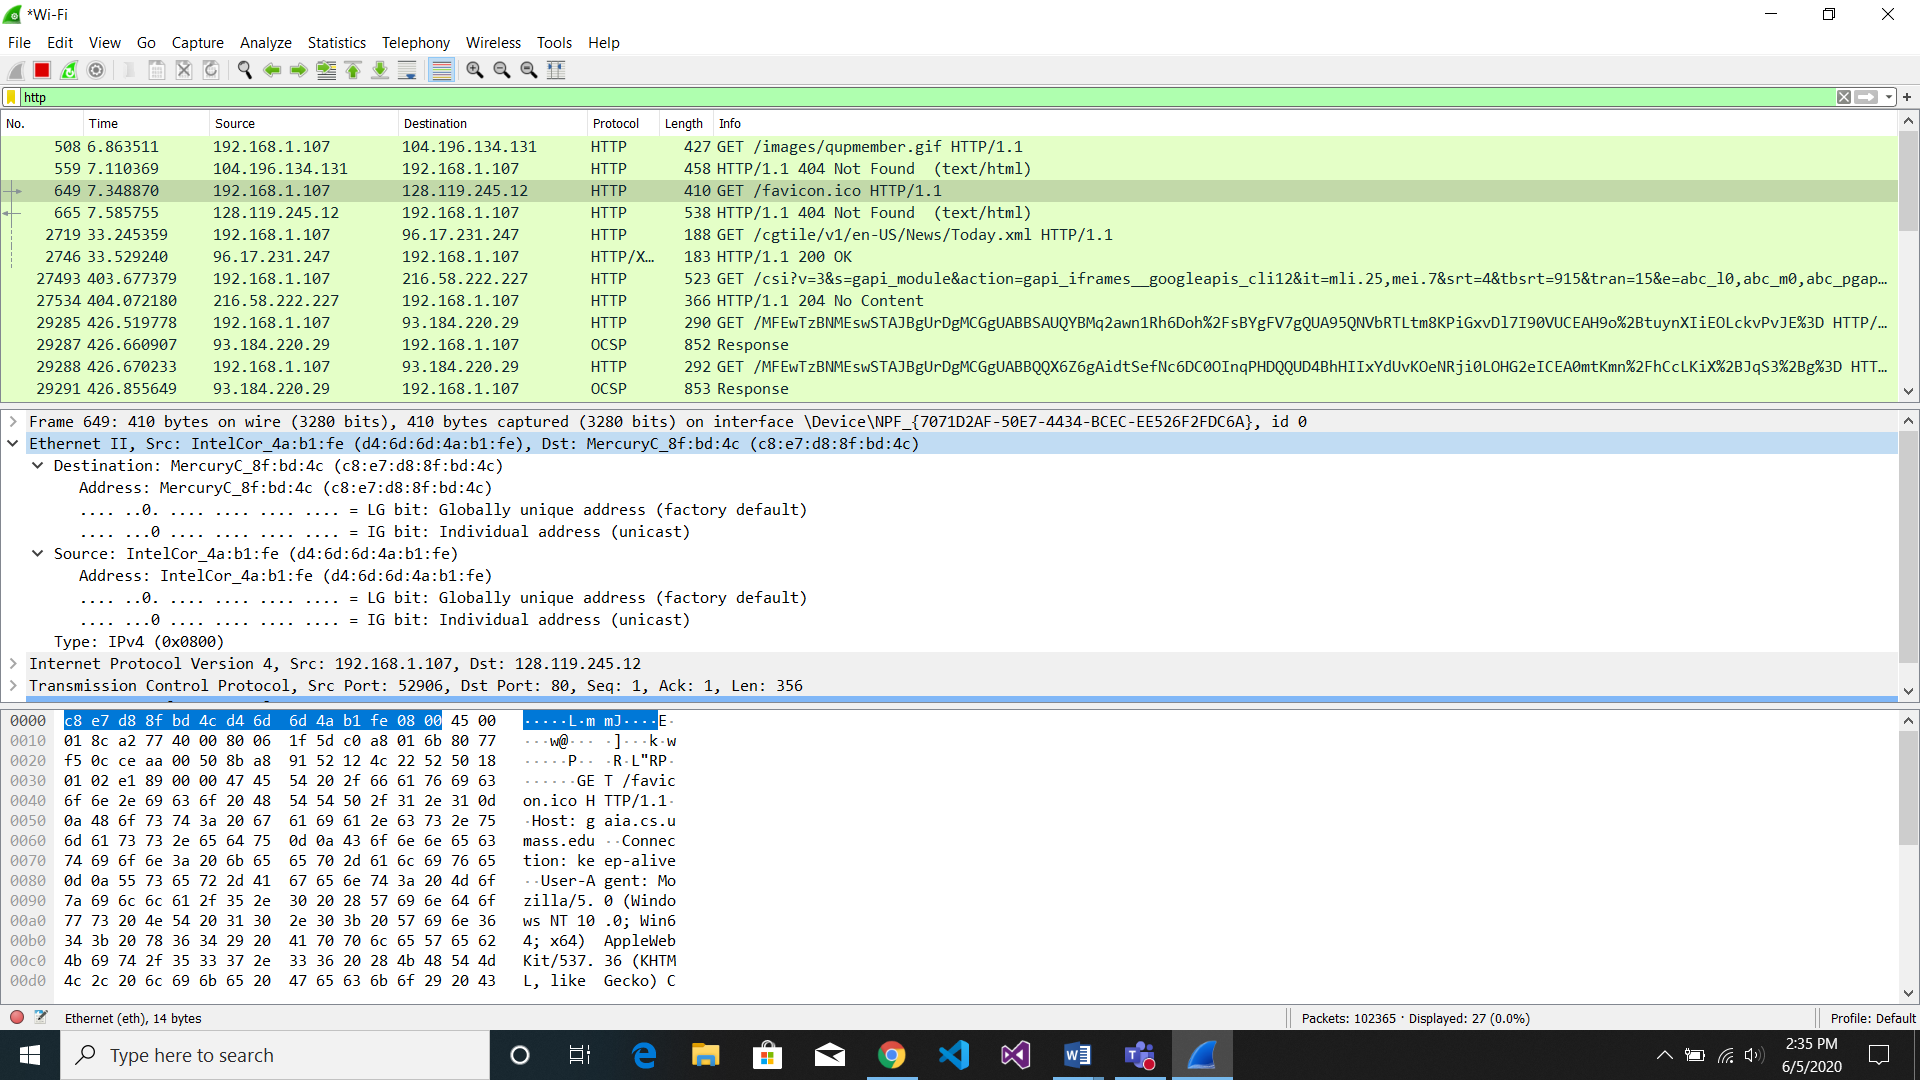 *Wi-Fi
File Edit View Go Capture Analyze Statistics Telephony Wireless Tools Help
http
No. Time Source Destination Protocol Length Info
508 6.863511 192.168.1.107 104.196.134.131 HTTP 427 GET /images/qupmember.gif HTTP/1.1
559 7.110369 104.196.134.131 192.168.1.107 HTTP 458 HTTP/1.1 404 Not Found (text/html)
649 7.348870 192.168.1.107 128.119.245.12 HTTP 410 GET /favicon.ico HTTP/1.1
665 7.585755 128.119.245.12 192.168.1.107 HTTP 538 HTTP/1.1 404 Not Found (text/html)
2719 33.245359 192.168.1.107 96.17.231.247 HTTP 188 GET /cgtile/v1/en-US/News/Today.xml HTTP/1.1
2746 33.529240 96.17.231.247 192.168.1.107 HTTP/X… 183 HTTP/1.1 200 OK
27493 403.677379 192.168.1.107 216.58.222.227 HTTP 523 GET /csi?v=3&s=gapi_module&action=gapi_iframes__googleapis_cli12&it=mli.25,mei.7&srt=4&tbsrt=915&tran=15&e=abc_l0,abc_m0,abc_pgap…
27534 404.072180 216.58.222.227 192.168.1.107 HTTP 366 HTTP/1.1 204 No Content
29285 426.519778 192.168.1.107 93.184.220.29 HTTP 290 GET /MFEwTzBNMEswSTAJBgUrDgMCGgUABBSAUQYBMq2awn1Rh6Doh%2FsBYgFV7gQUA95QNVbRTLtm8KPiGxvDl7I90VUCEAH9o%2BtuynXIiEOLckvPvJE%3D HTTP/…
29287 426.660907 93.184.220.29 192.168.1.107 OCSP 852 Response
29288 426.670233 192.168.1.107 93.184.220.29 HTTP 292 GET /MFEwTzBNMEswSTAJBgUrDgMCGgUABBQQX6Z6gAidtSefNc6DC0OInqPHDQQUD4BhHIIxYdUvKOeNRji0LOHG2eICEA0mtKmn%2FhCcLKiX%2BJqS3%2Bg%3D HTT…
29291 426.855649 93.184.220.29 192.168.1.107 OCSP 853 Response
Frame 649: 410 bytes on wire (3280 bits), 410 bytes captured (3280 bits) on interface \Device\NPF_{7071D2AF-50E7-4434-BCEC-EE526F2FDC6A}, id 0
Ethernet II, Src: IntelCor_4a:b1:fe (d4:6d:6d:4a:b1:fe), Dst: MercuryC_8f:bd:4c (c8:e7:d8:8f:bd:4c)
Destination: MercuryC_8f:bd:4c (c8:e7:d8:8f:bd:4c)
Address: MercuryC_8f:bd:4c (c8:e7:d8:8f:bd:4c)
.... ..0. .... .... .... .... = LG bit: Globally unique address (factory default)
.... ...0 .... .... .... .... = IG bit: Individual address (unicast)
Source: IntelCor_4a:b1:fe (d4:6d:6d:4a:b1:fe)
Address: IntelCor_4a:b1:fe (d4:6d:6d:4a:b1:fe)
.... ..0. .... .... .... .... = LG bit: Globally unique address (factory default)
.... ...0 .... .... .... .... = IG bit: Individual address (unicast)
Type: IPv4 (0x0800)
Internet Protocol Version 4, Src: 192.168.1.107, Dst: 128.119.245.12
Transmission Control Protocol, Src Port: 52906, Dst Port: 80, Seq: 1, Ack: 1, Len: 356
0000 c8 e7 d8 8f bd 4c d4 6d 6d 4a b1 fe 08 00 45 00 ·····L·m mJ····E·
0010 01 8c a2 77 40 00 80 06 1f 5d c0 a8 01 6b 80 77 ···w@··· ·]···k·w
0020 f5 0c ce aa 00 50 8b a8 91 52 12 4c 22 52 50 18 ·····P·· ·R·L"RP·
0030 01 02 e1 89 00 00 47 45 54 20 2f 66 61 76 69 63 ······GE T /favic
0040 6f 6e 2e 69 63 6f 20 48 54 54 50 2f 31 2e 31 0d on.ico H TTP/1.1·
0050 0a 48 6f 73 74 3a 20 67 61 69 61 2e 63 73 2e 75 ·Host: g aia.cs.u
0060 6d 61 73 73 2e 65 64 75 0d 0a 43 6f 6e 6e 65 63 mass.edu ··Connec
0070 74 69 6f 6e 3a 20 6b 65 65 70 2d 61 6c 69 76 65 tion: ke ep-alive
0080 0d 0a 55 73 65 72 2d 41 67 65 6e 74 3a 20 4d 6f ··User-A gent: Mo
0090 7a 69 6c 6c 61 2f 35 2e 30 20 28 57 69 6e 64 6f zilla/5. 0 (Windo
00a0 77 73 20 4e 54 20 31 30 2e 30 3b 20 57 69 6e 36 ws NT 10 .0; Win6
00b0 34 3b 20 78 36 34 29 20 41 70 70 6c 65 57 65 62 4; x64) AppleWeb
00c0 4b 69 74 2f 35 33 37 2e 33 36 20 28 4b 48 54 4d Kit/537. 36 (KHTM
00d0 4c 2c 20 6c 69 6b 65 20 47 65 63 6b 6f 29 20 43 L, like Gecko) C
Ethernet (eth), 14 bytes Packets: 102365 · Displayed: 27 (0.0%) Profile: Default
Type here to search
2:35 PM
6/5/2020